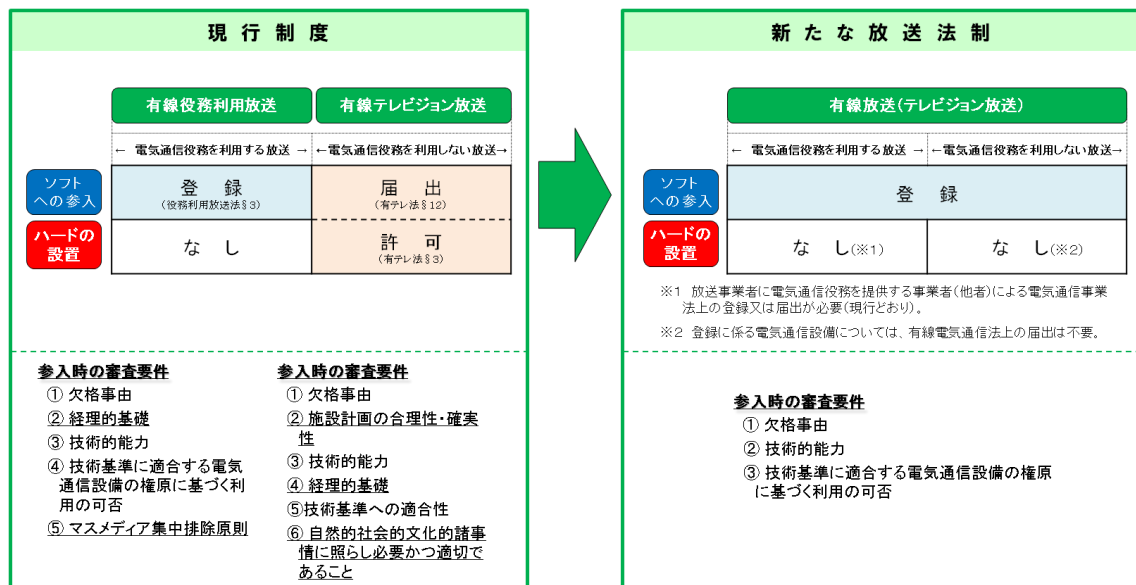 現行制度
有線役務利用放送
有線テレビジョン放送
← 電気通信役務を利用する放送 →
←電気通信役務を利用しない放送→
ソフト
への参入
登 録
(役務利用放送法§3)
届 出
(有テレ法§12)
ハードの
設置
な し
許 可
(有テレ法§3)
参入時の審査要件
① 欠格事由
② 経理的基礎
③ 技術的能力
④ 技術基準に適合する電気
通信設備の権原に基づく利
用の可否
⑤ マスメディア集中排除原則
参入時の審査要件
① 欠格事由
② 施設計画の合理性・確実
性
③ 技術的能力
④ 経理的基礎
⑤技術基準への適合性
⑥ 自然的社会的文化的諸事
情に照らし必要かつ適切で
あること
新たな放送法制
有線放送(テレビジョン放送)
← 電気通信役務を利用する放送 →
←電気通信役務を利用しない放送→
ソフト
への参入
登 録
ハードの
設置
な し(※1)
な し(※2)
※1 放送事業者に電気通信役務を提供する事業者(他者)による電気通信事業
法上の登録又は届出が必要(現行どおり)。
※2 登録に係る電気通信設備については、有線電気通信法上の届出は不要。
参入時の審査要件
① 欠格事由
② 技術的能力
③ 技術基準に適合する電気通信設備の権原
に基づく利用の可否